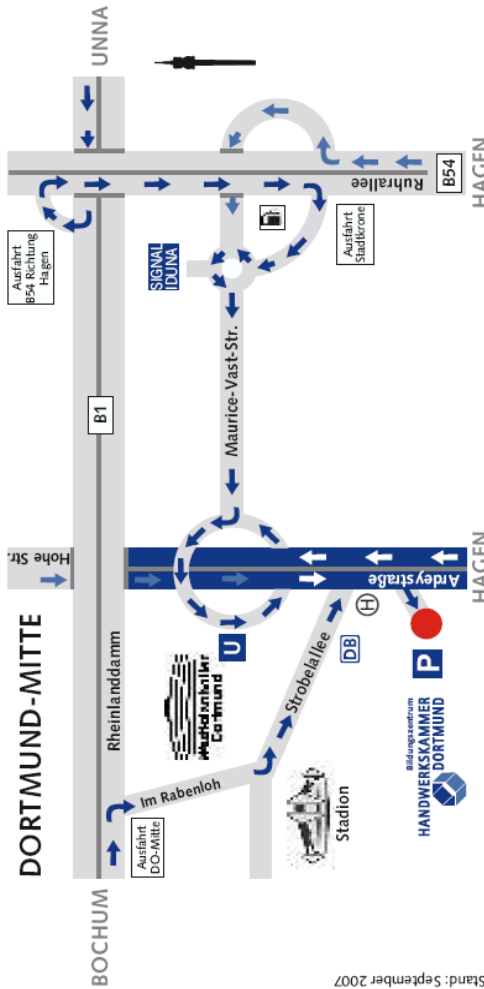 DORTMUND-MITTE
BOCHUM
UNNA
Hohe Str.
B1
Rheinlanddamm
Ausfahrt
B54 Richtung
Hagen
Ausfahrt
DO-Mitte
Im Rabenloh
Westfalenhallen
Dortmund
U
SIGNAL
IDUNA
Maurice-Vast-Str.
Ausfahrt
Stadtkrone
Ruhrallee
B54
HAGEN
Strobelallee
Stadion
DB
H
Ardeystraße
HAGEN
P
Bildungszentrum
HANDWERKSKAMMER
DORTMUND
Stand: September 2007